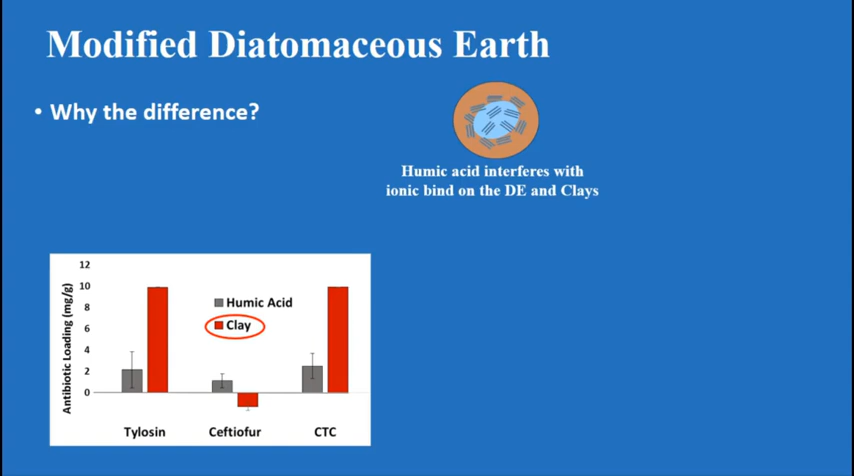 Modified Diatomaceous Earth
• Why the difference?
Humic acid interferes with
ionic bind on the DE and Clays
Antibiotic Loading (mg/g)
12
10
8
6
4
2
0
Humic Acid
Clay
Tylosin
Ceftiofur
CTC